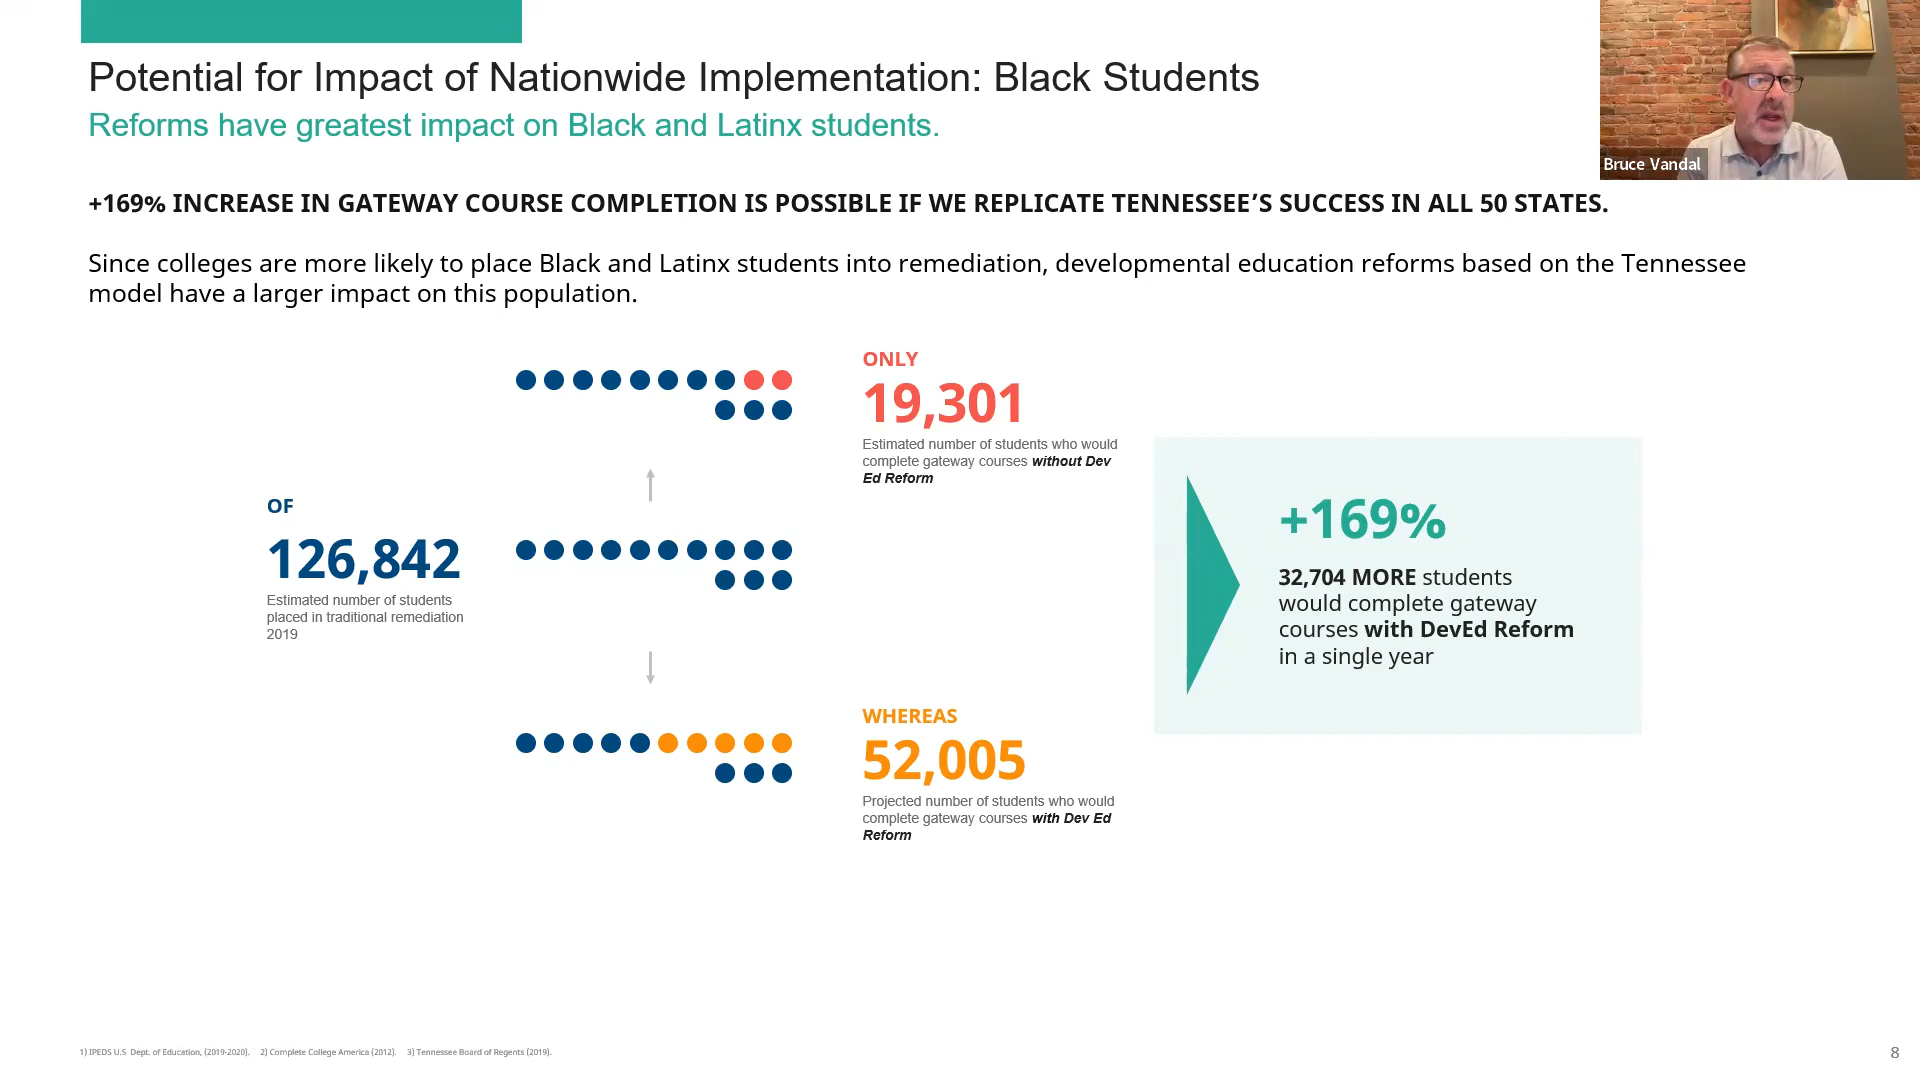 Potential for Impact of Nationwide Implementation: Black Students
Reforms have greatest impact on Black and Latinx students.
Bruce Vandal
+169% INCREASE IN GATEWAY COURSE COMPLETION IS POSSIBLE IF WE REPLICATE TENNESSEE’S SUCCESS IN ALL 50 STATES.
Since colleges are more likely to place Black and Latinx students into remediation, developmental education reforms based on the Tennessee
model have a larger impact on this population.
OF
126,842
Estimated number of students
placed in traditional remediation
2019
ONLY
19,301
Estimated number of students who would
complete gateway courses without Dev
Ed Reform
WHEREAS
52,005
Projected number of students who would
complete gateway courses with Dev Ed
Reform
+169%
32,704 MORE students
would complete gateway
courses with DevEd Reform
in a single year
1) IPEDS U.S Dept. of Education, (2019-2020). 2) Complete College America (2012). 3) Tennessee Board of Regents (2019).
8